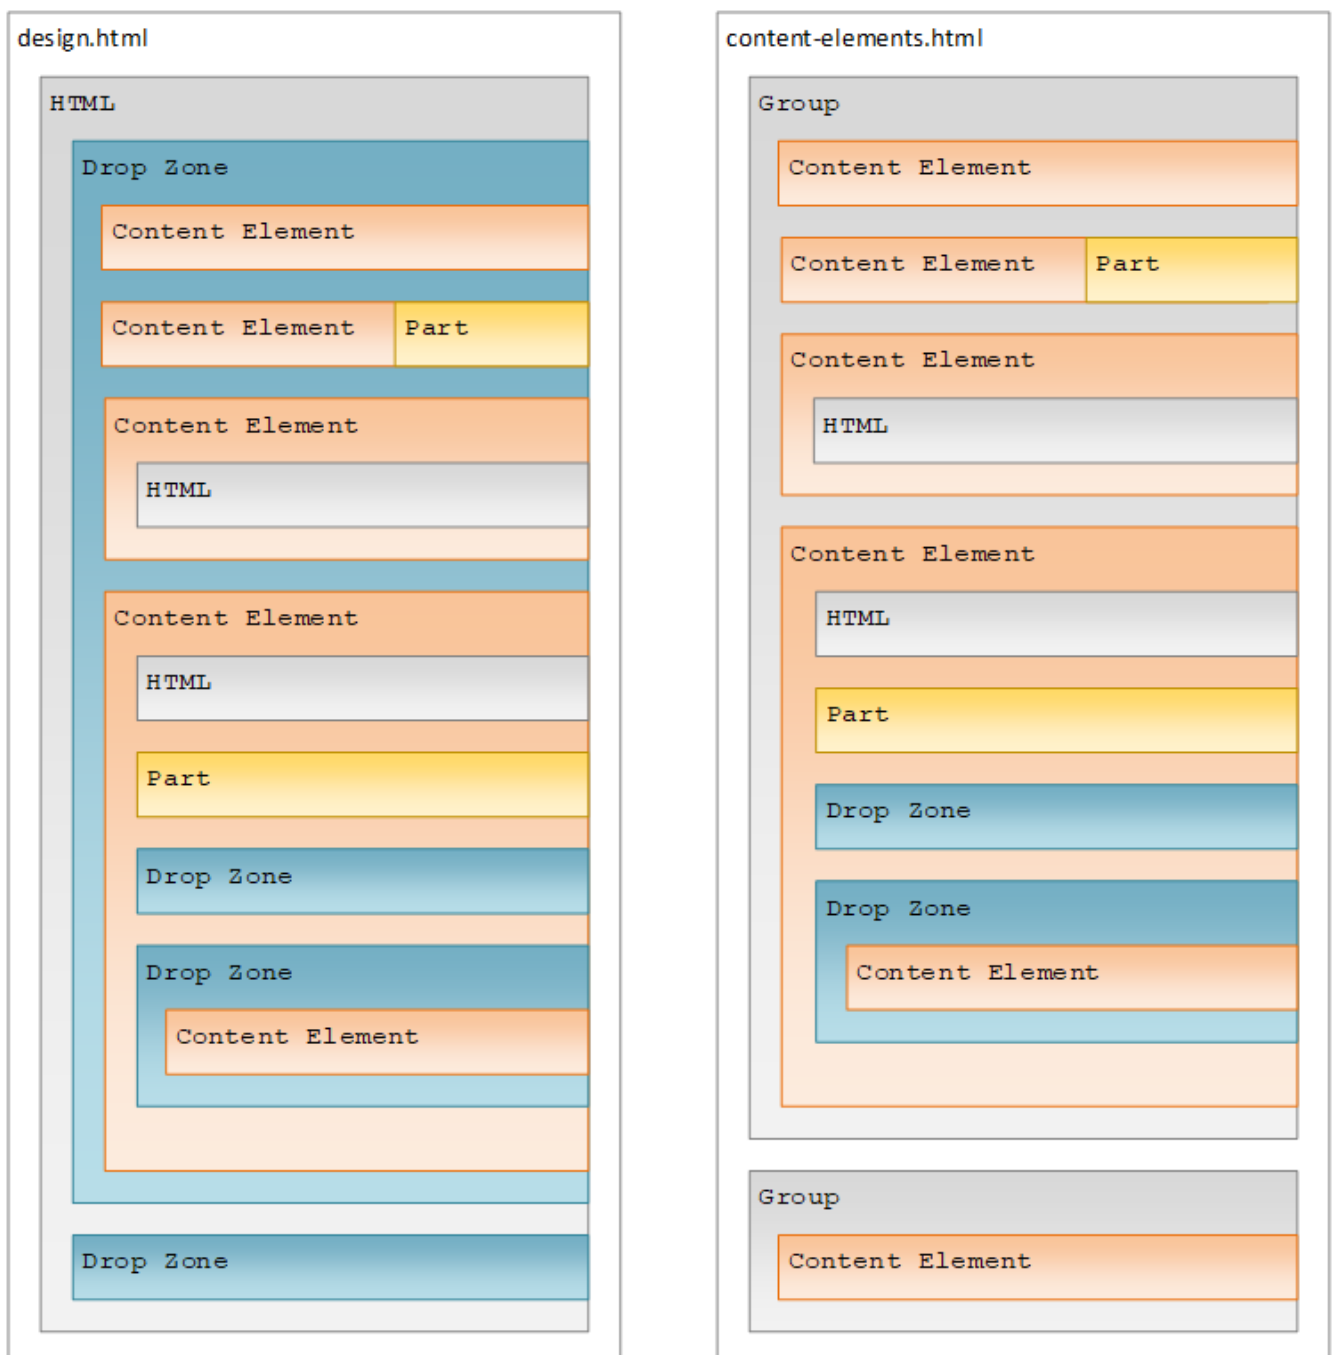 design.html
HTML
Drop Zone
Content Element
Content Element Part
Content Element
HTML
Content Element
HTML
Part
Drop Zone
Drop Zone
Content Element
Drop Zone
content-elements.html
Group
Content Element
Content Element Part
Content Element
HTML
Content Element
HTML
Part
Drop Zone
Drop Zone
Content Element
Group
Content Element